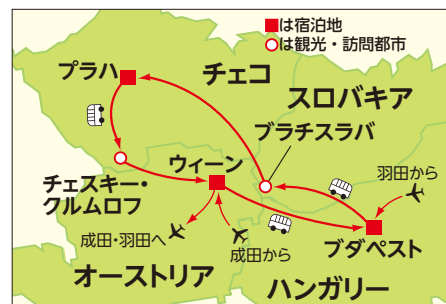 ■は宿泊地
○は観光・訪問都市
プラハ
チェコ
スロバキア
ブラチスラバ
ウィーン
チェスキー・
クルムロフ
羽田から
成田・羽田へ
成田から
ブダペスト
オーストリア
ハンガリー